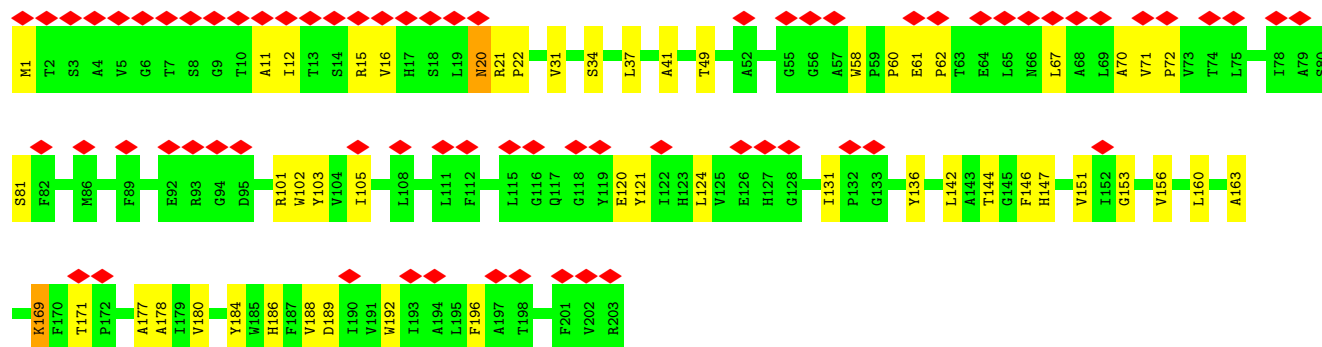 M1 T2 S3 A4 V5 G6 T7 S8 G9 T10 A11 I12 T13 S14 R15 V16 H17 S18 L19 N20 R21 P22 V31 S34 L37 A41 T49 A52 G55 G56 A57 W58 P59 P60 E61 P62 T63 E64 L65 N66 L67 A68 L69 A70 V71 P72 V73 T74 L75 I78 A79 S80
S81 F82 M86 F89 E92 R93 G94 D95 R101 W102 Y103 V104 I105 L108 L111 F112 L115 G116 Q117 G118 Y119 E120 Y121 I122 H123 L124 V125 E126 H127 G128 I131 P132 G133 Y136 L142 A143 T144 G145 F146 H147 V151 I152 G153 V156 L160 A163
K169 F170 T171 P172 A177 A178 I179 V180 Y184 W185 H186 F187 V188 D189 I190 V191 W192 I193 A194 L195 F196 A197 T198 F201 V202 R203